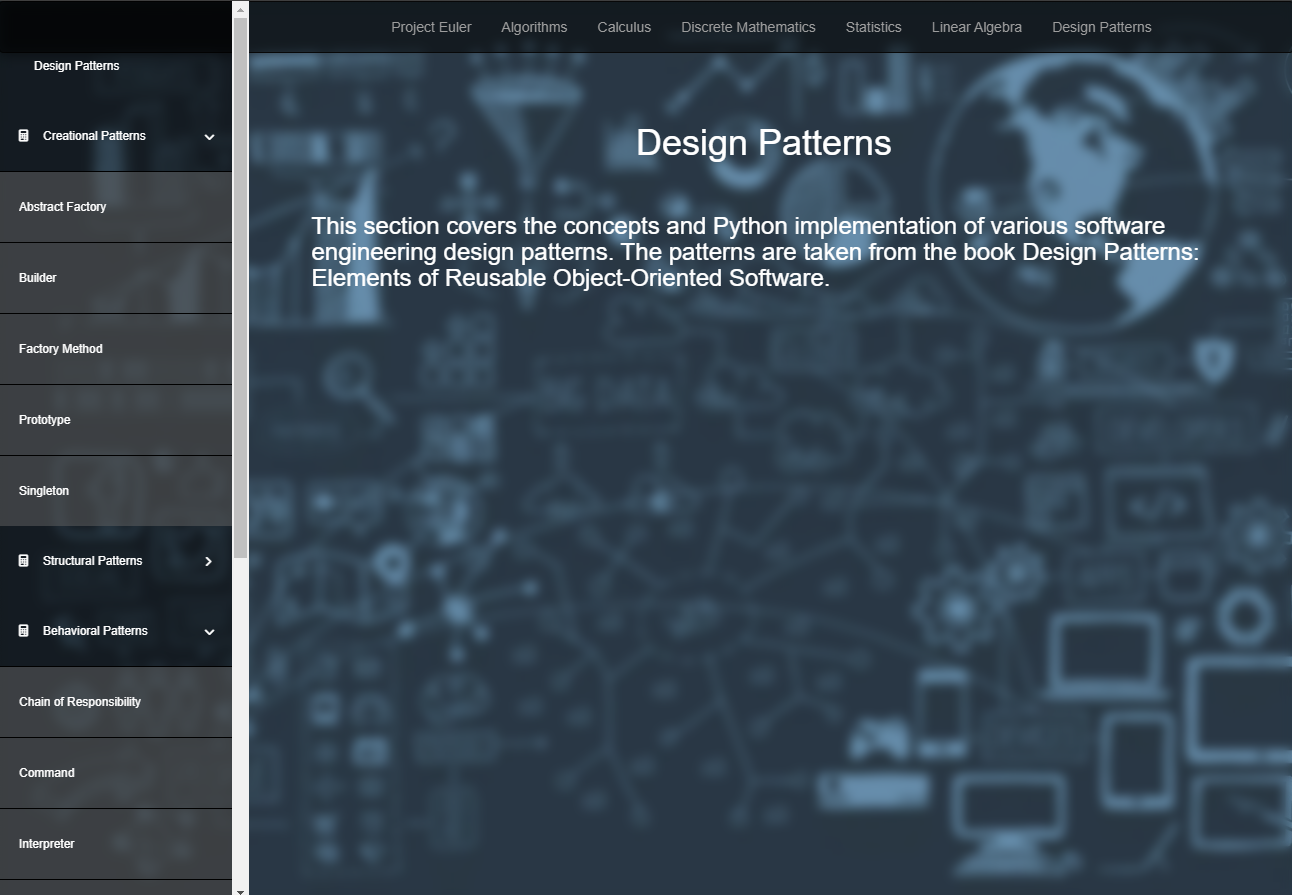 Project Euler Algorithms Calculus Discrete Mathematics Statistics Linear Algebra Design Patterns
Design Patterns
Creational Patterns
Abstract Factory
Builder
Factory Method
Prototype
Singleton
Structural Patterns
Behavioral Patterns
Chain of Responsibility
Command
Interpreter
Design Patterns
This section covers the concepts and Python implementation of various software
engineering design patterns. The patterns are taken from the book Design Patterns:
Elements of Reusable Object-Oriented Software.
BIG DATA